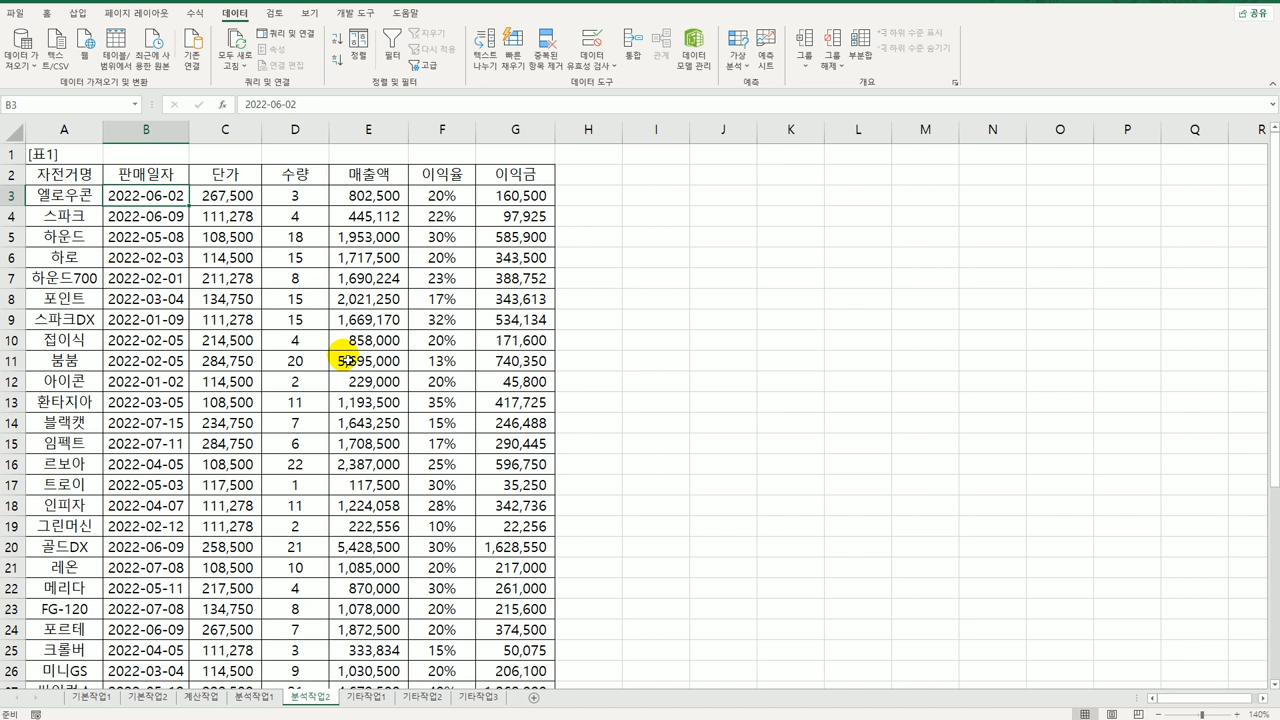 파일 홈 삽입 페이지 레이아웃 수식 데이터 검토 보기 개발 도구 도움말 공유
데이터 가져오기 및 변환
데이터 가
져오기
텍스
트/CSV
웹
테이블/
범위에서
최근에 사
용한 원본
기존
연결
쿼리 및 연결
모두 새로
고침
쿼리 및 연결
속성
연결 편집
정렬 및 필터
정렬
필터
지우기
다시 적용
고급
데이터 도구
텍스트
나누기
빠른
채우기
중복된
항목 제거
데이터
유효성 검사
통합
관계
데이터
모델 관리
예측
가상
분석
예측
시트
개요
그룹
그룹
해제
부분합
하위 수준 표시
하위 수준 숨기기
B3 fx 2022-06-02
A B C D E F G H I J K L M N O P Q R
1 [표1]
2 자전거명 판매일자 단가 수량 매출액 이익율 이익금
3 엘로우콘 2022-06-02 267,500 3 802,500 20% 160,500
4 스파크 2022-06-09 111,278 4 445,112 22% 97,925
5 하운드 2022-05-08 108,500 18 1,953,000 30% 585,900
6 하로 2022-02-03 114,500 15 1,717,500 20% 343,500
7 하운드700 2022-02-01 211,278 8 1,690,224 23% 388,752
8 포인트 2022-03-04 134,750 15 2,021,250 17% 343,613
9 스파크DX 2022-01-09 111,278 15 1,669,170 32% 534,134
10 접이식 2022-02-05 214,500 4 858,000 20% 171,600
11 붐붐 2022-02-05 284,750 20 5,695,000 13% 740,350
12 아이콘 2022-01-02 114,500 2 229,000 20% 45,800
13 환타지아 2022-03-05 108,500 11 1,193,500 35% 417,725
14 블랙캣 2022-07-15 234,750 7 1,643,250 15% 246,488
15 임펙트 2022-07-11 284,750 6 1,708,500 17% 290,445
16 르보아 2022-04-05 108,500 22 2,387,000 25% 596,750
17 트로이 2022-05-03 117,500 1 117,500 30% 35,250
18 인피자 2022-04-07 111,278 11 1,224,058 28% 342,736
19 그린머신 2022-02-12 111,278 2 222,556 10% 22,256
20 골드DX 2022-06-09 258,500 21 5,428,500 30% 1,628,550
21 레온 2022-07-08 108,500 10 1,085,000 20% 217,000
22 메리다 2022-05-11 217,500 4 870,000 30% 261,000
23 FG-120 2022-07-08 134,750 8 1,078,000 20% 215,600
24 포르테 2022-06-09 267,500 7 1,872,500 20% 374,500
25 크롤버 2022-04-05 111,278 3 333,834 15% 50,075
26 미니GS 2022-03-04 114,500 9 1,030,500 20% 206,100
기본작업1 기본작업2 계산작업 분석작업1 분석작업2 기타작업1 기타작업2 기타작업3
준비 140%